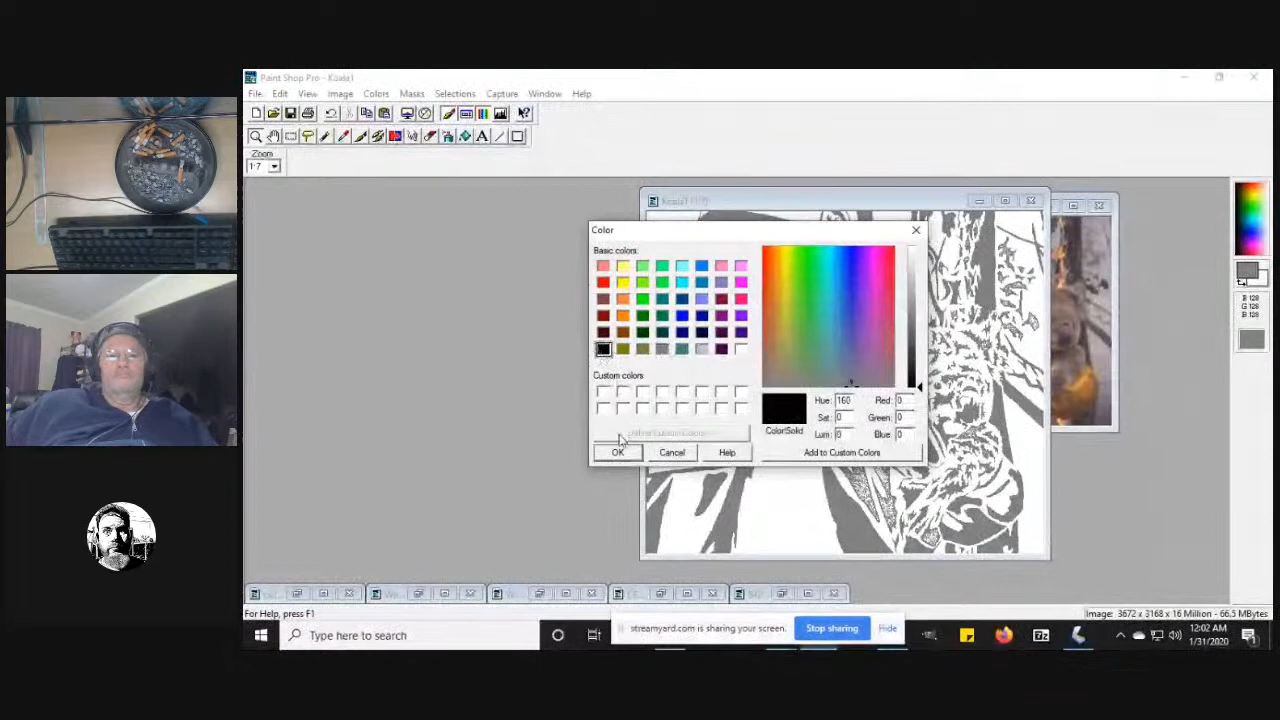 Paint Shop Pro - Koala1
File Edit View Image Colors Masks Selections Capture Window Help
Zoom
1:7
Color
Basic colors:
Custom colors:
Hue: 160 Red: 0
Sat: 0 Green: 0
Color|Solid Lum: 0 Blue: 0
OK Cancel Help Add to Custom Colors
R 128
G 128
B 128
For Help, press F1
Image: 3672 x 3168 x 16 Million - 66.5 MBytes
streamyard.com is sharing your screen. Stop sharing Hide
Type here to search
12:02 AM
1/31/2020